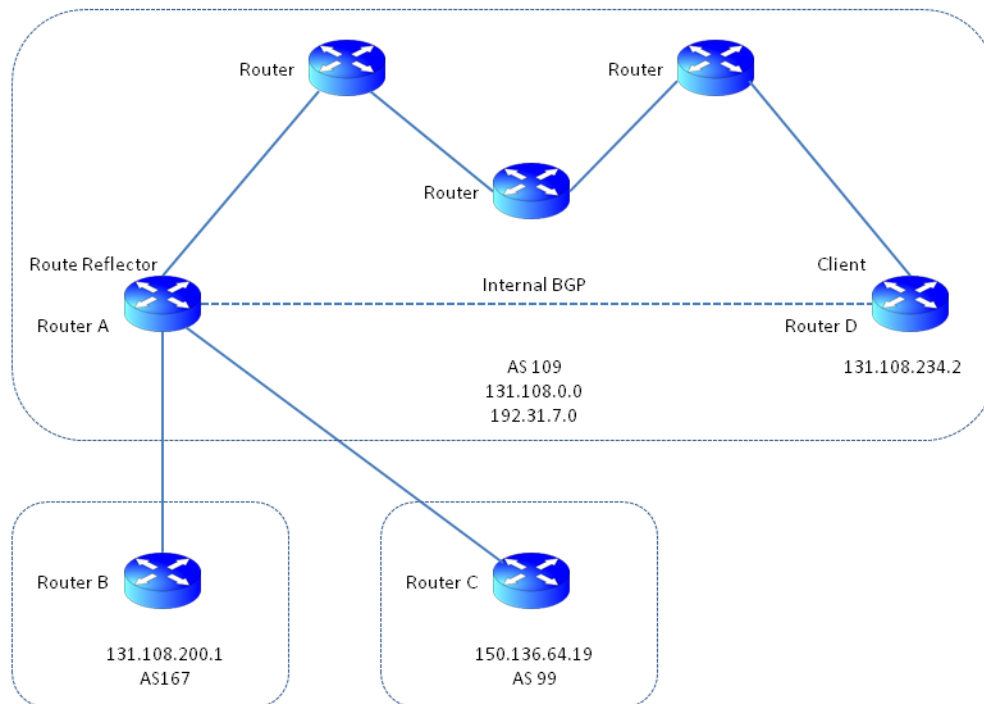 Router
Router
Router
Route Reflector
Client
Internal BGP
Router A
Router D
AS 109
131.108.234.2
131.108.0.0
192.31.7.0
Router B
Router C
131.108.200.1
150.136.64.19
AS167
AS 99